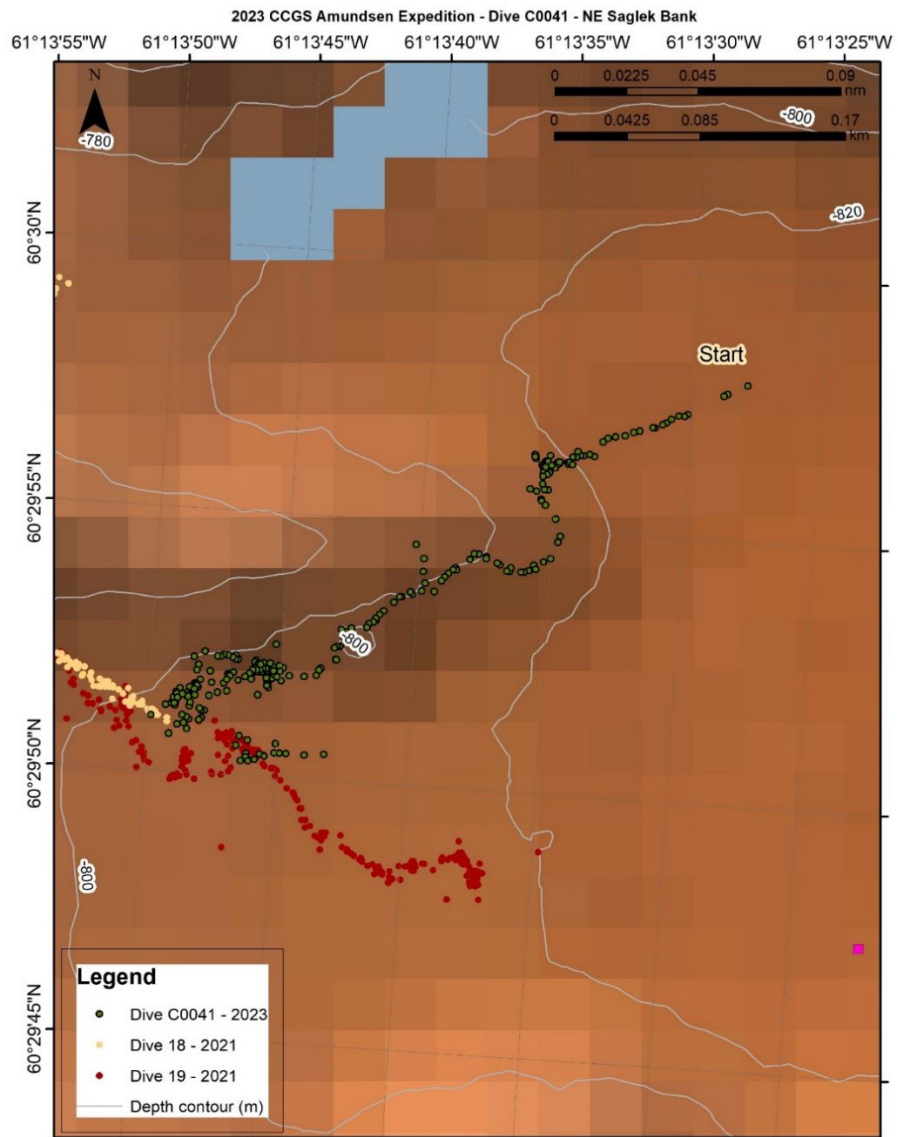 2023 CCGS Amundsen Expedition - Dive C0041 - NE Saglek Bank
61°13'55"W 61°13'50"W 61°13'45"W 61°13'40"W 61°13'35"W 61°13'30"W 61°13'25"W
N
0 0.0225 0.045 0.09
nm
-780
-800
0 0.0425 0.085 0.17
km
-820
60°30'N
Start
60°29'55"N
-800
60°29'50"N
-800
60°29'45"N
Legend
Dive C0041 - 2023
Dive 18 - 2021
Dive 19 - 2021
Depth contour (m)